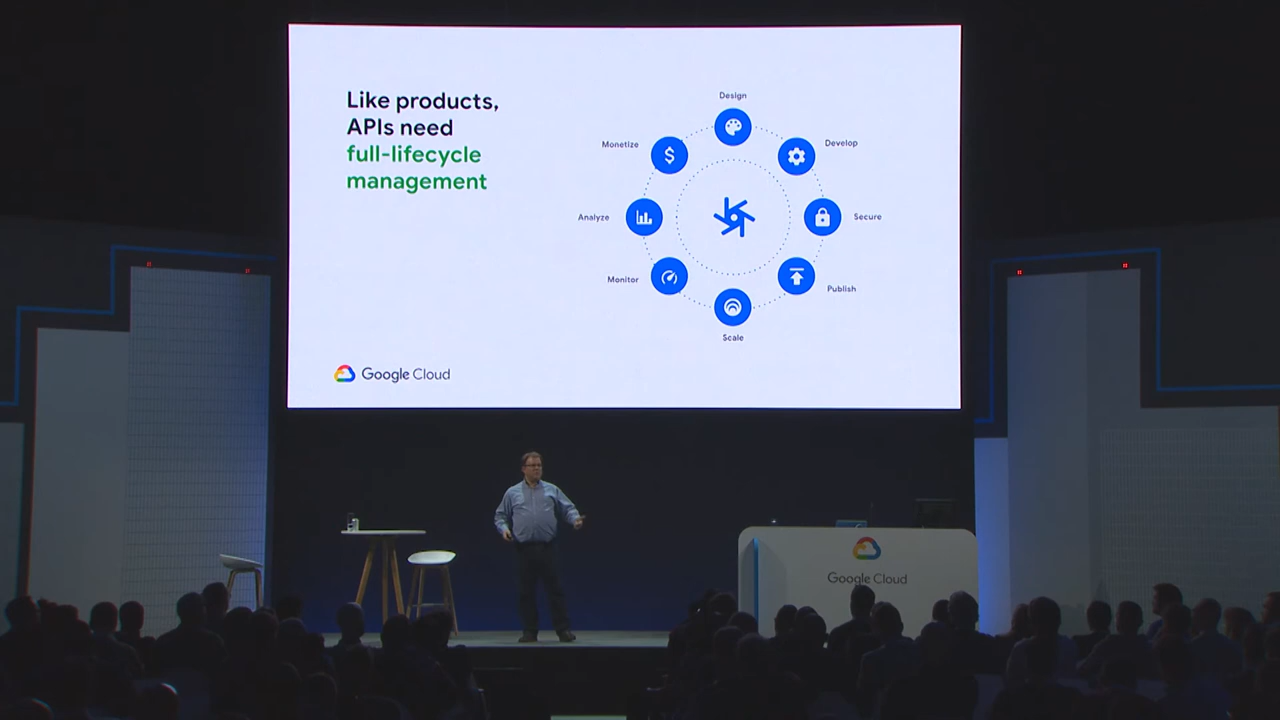 Like products,
APIs need
full-lifecycle
management
Design
Develop
Secure
Publish
Scale
Monitor
Analyze
Monetize
Google Cloud
Google Cloud